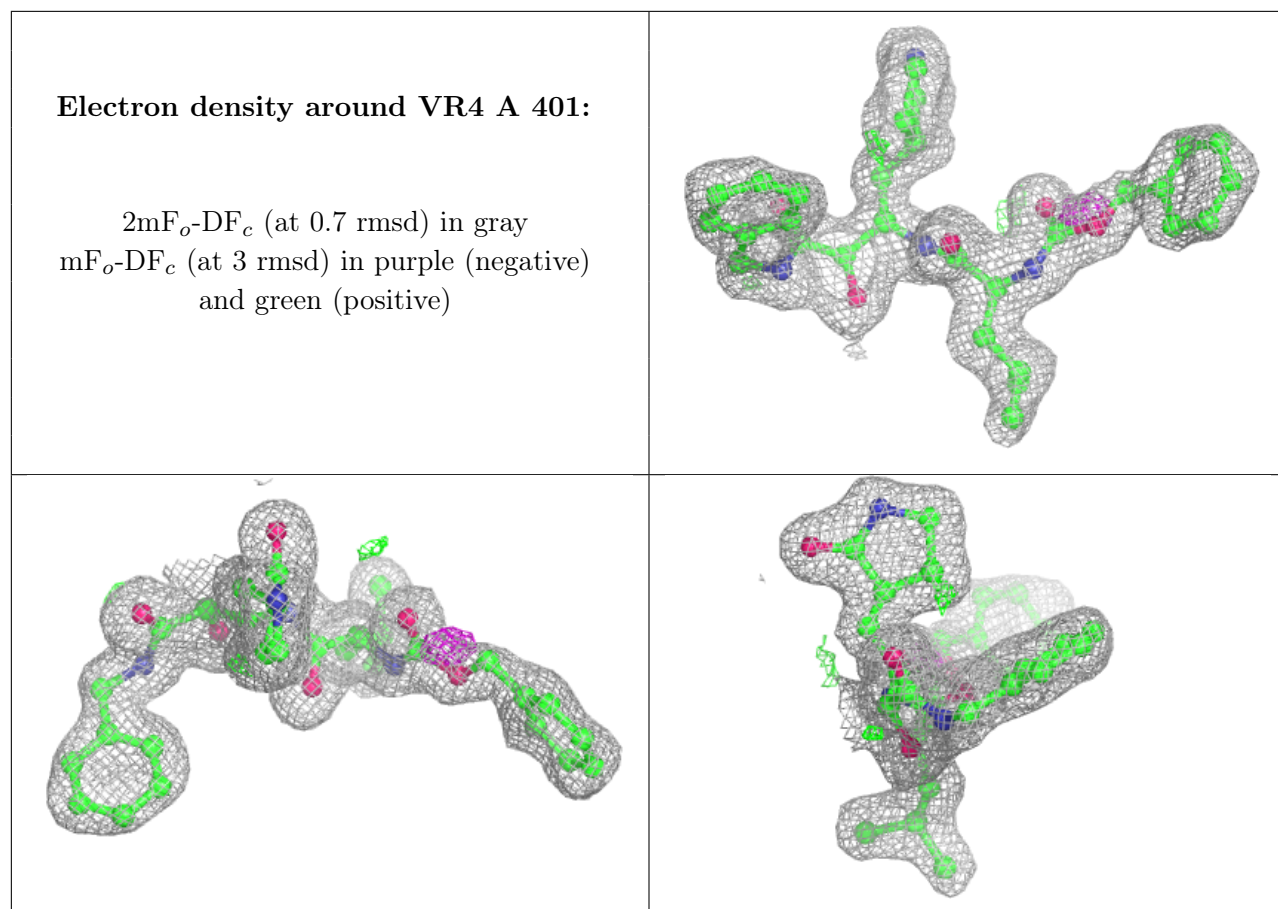 Electron density around VR4 A 401:
2mFo-DFc (at 0.7 rmsd) in gray
mFo-DFc (at 3 rmsd) in purple (negative)
and green (positive)